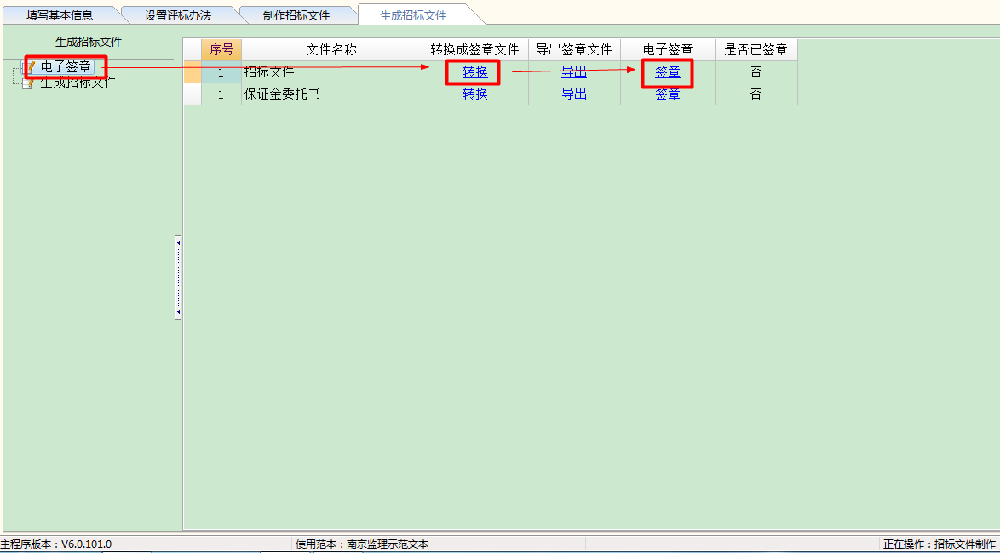 填写基本信息 设置评标办法 制作招标文件 生成招标文件
生成招标文件
电子签章
生成招标文件
序号 文件名称 转换成签章文件 导出签章文件 电子签章 是否已签章
1 招标文件 转换 导出 签章 否
1 保证金委托书 转换 导出 签章 否
主程序版本：V6.0.101.0 使用范本：南京监理示范文本 正在操作：招标文件制作